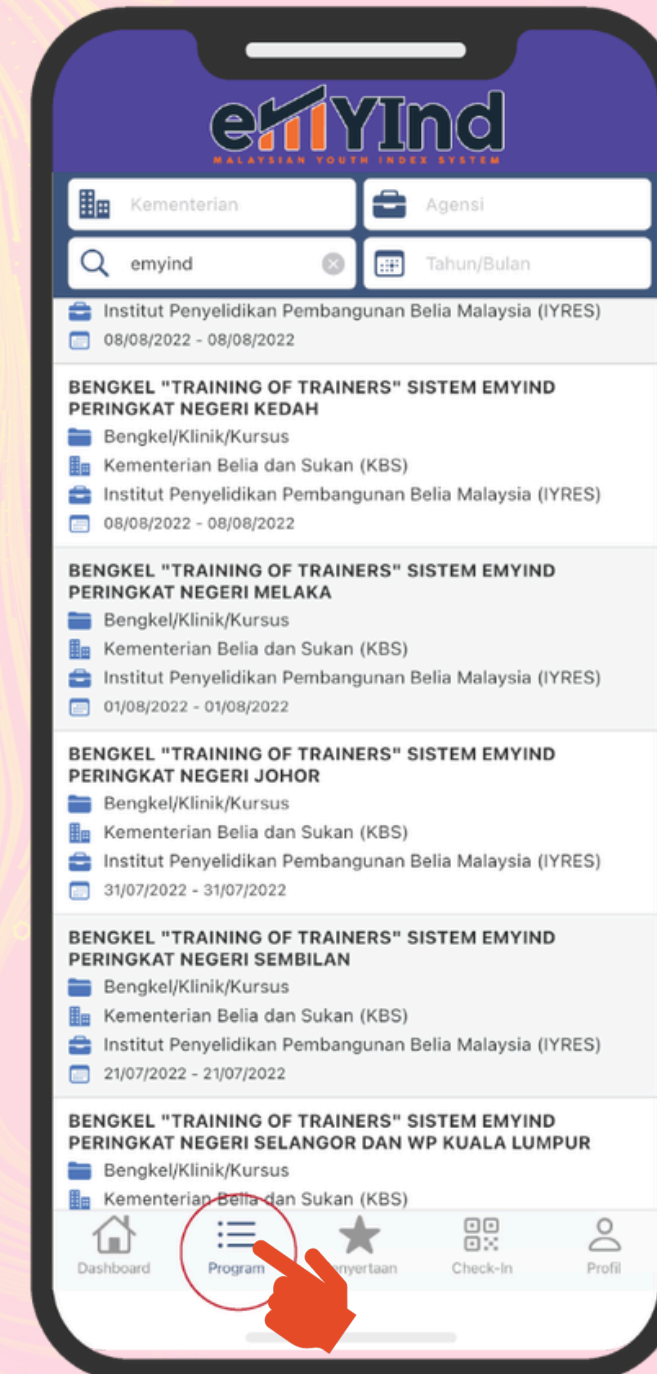 emYInd
MALAYSIAN YOUTH INDEX SYSTEM
Kementerian
Agensi
emyind
Tahun/Bulan
Institut Penyelidikan Pembangunan Belia Malaysia (IYRES)
08/08/2022 - 08/08/2022
BENGKEL "TRAINING OF TRAINERS" SISTEM EMYIND
PERINGKAT NEGERI KEDAH
Bengkel/Klinik/Kursus
Kementerian Belia dan Sukan (KBS)
Institut Penyelidikan Pembangunan Belia Malaysia (IYRES)
08/08/2022 - 08/08/2022
BENGKEL "TRAINING OF TRAINERS" SISTEM EMYIND
PERINGKAT NEGERI MELAKA
Bengkel/Klinik/Kursus
Kementerian Belia dan Sukan (KBS)
Institut Penyelidikan Pembangunan Belia Malaysia (IYRES)
01/08/2022 - 01/08/2022
BENGKEL "TRAINING OF TRAINERS" SISTEM EMYIND
PERINGKAT NEGERI JOHOR
Bengkel/Klinik/Kursus
Kementerian Belia dan Sukan (KBS)
Institut Penyelidikan Pembangunan Belia Malaysia (IYRES)
31/07/2022 - 31/07/2022
BENGKEL "TRAINING OF TRAINERS" SISTEM EMYIND
PERINGKAT NEGERI SEMBILAN
Bengkel/Klinik/Kursus
Kementerian Belia dan Sukan (KBS)
Institut Penyelidikan Pembangunan Belia Malaysia (IYRES)
21/07/2022 - 21/07/2022
BENGKEL "TRAINING OF TRAINERS" SISTEM EMYIND
PERINGKAT NEGERI SELANGOR DAN WP KUALA LUMPUR
Bengkel/Klinik/Kursus
Kementerian Belia dan Sukan (KBS)
Dashboard
Program
Check-In
Profil